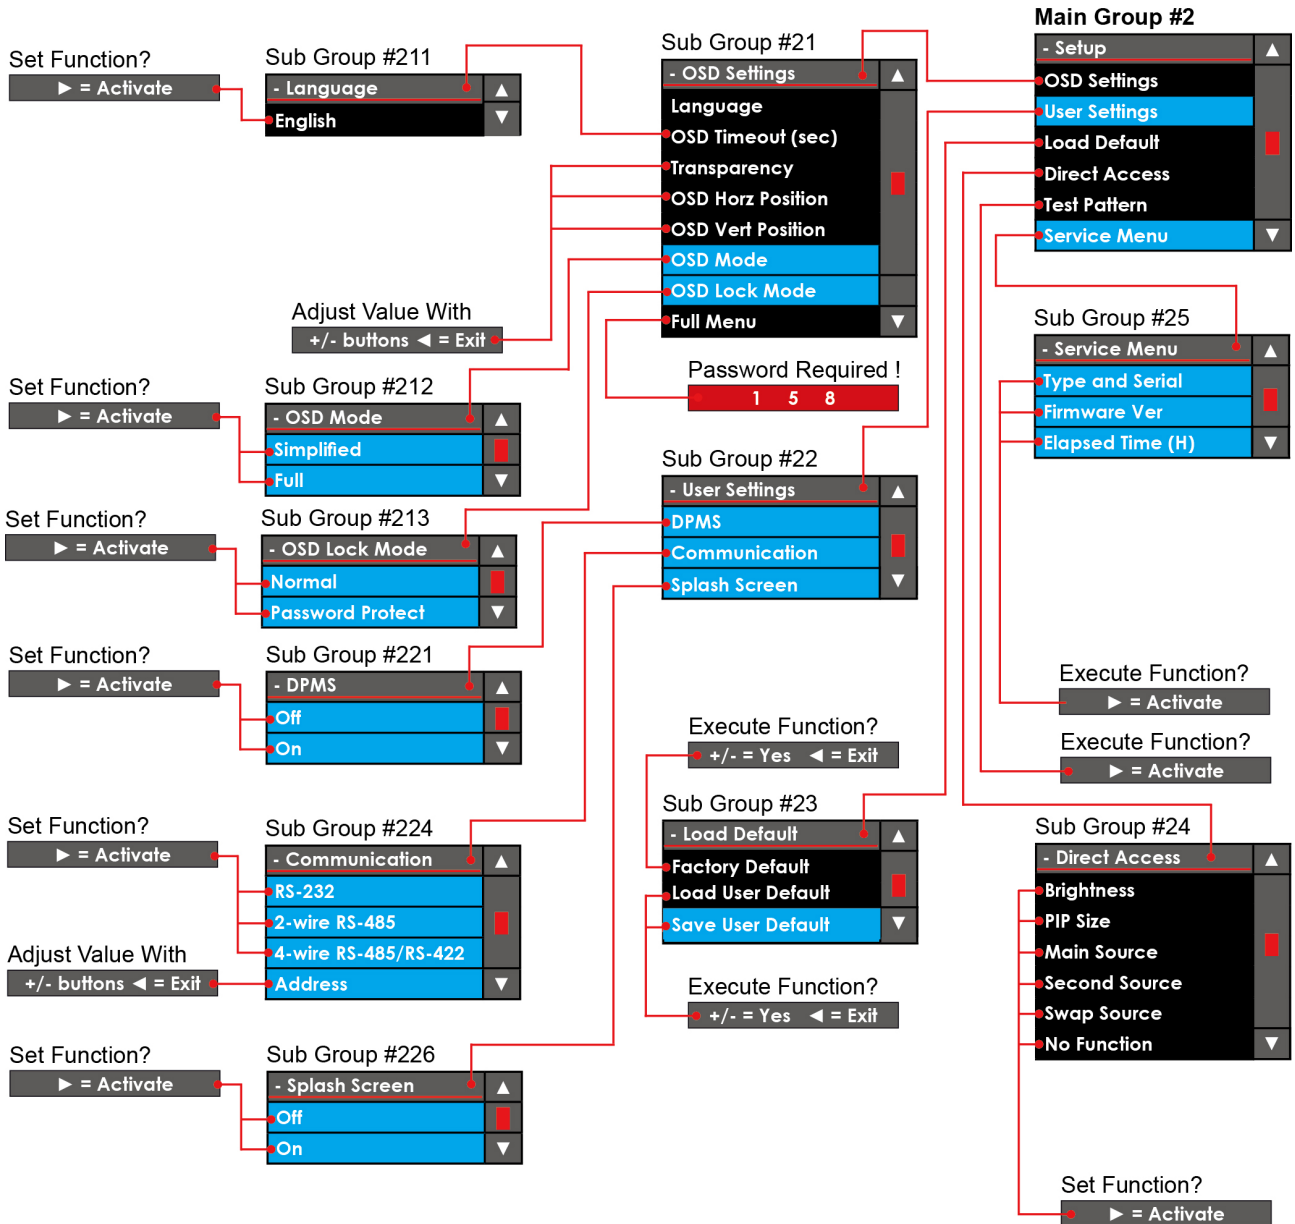 Set Function?
► = Activate
Sub Group #211
- Language
▲
English
▼
Sub Group #21
- OSD Settings
▲
Language
OSD Timeout (sec)
Transparency
OSD Horz Position
OSD Vert Position
OSD Mode
OSD Lock Mode
Full Menu
▼
Main Group #2
- Setup
▲
OSD Settings
User Settings
Load Default
Direct Access
Test Pattern
Service Menu
▼
Adjust Value With
+/- buttons ◄ = Exit
Password Required !
1 5 8
Sub Group #25
- Service Menu
▲
Type and Serial
Firmware Ver
Elapsed Time (H)
▼
Set Function?
► = Activate
Sub Group #212
- OSD Mode
▲
Simplified
Full
▼
Set Function?
► = Activate
Sub Group #213
- OSD Lock Mode
▲
Normal
Password Protect
▼
Sub Group #22
- User Settings
▲
DPMS
Communication
Splash Screen
▼
Set Function?
► = Activate
Sub Group #221
- DPMS
▲
Off
On
▼
Execute Function?
+/- = Yes ◄ = Exit
Execute Function?
► = Activate
Execute Function?
► = Activate
Set Function?
► = Activate
Sub Group #224
- Communication
▲
RS-232
2-wire RS-485
4-wire RS-485/RS-422
Address
▼
Adjust Value With
+/- buttons ◄ = Exit
Sub Group #23
- Load Default
▲
Factory Default
Load User Default
Save User Default
▼
Execute Function?
+/- = Yes ◄ = Exit
Sub Group #24
- Direct Access
▲
Brightness
PIP Size
Main Source
Second Source
Swap Source
No Function
▼
Set Function?
► = Activate
Sub Group #226
- Splash Screen
▲
Off
On
▼
Set Function?
► = Activate